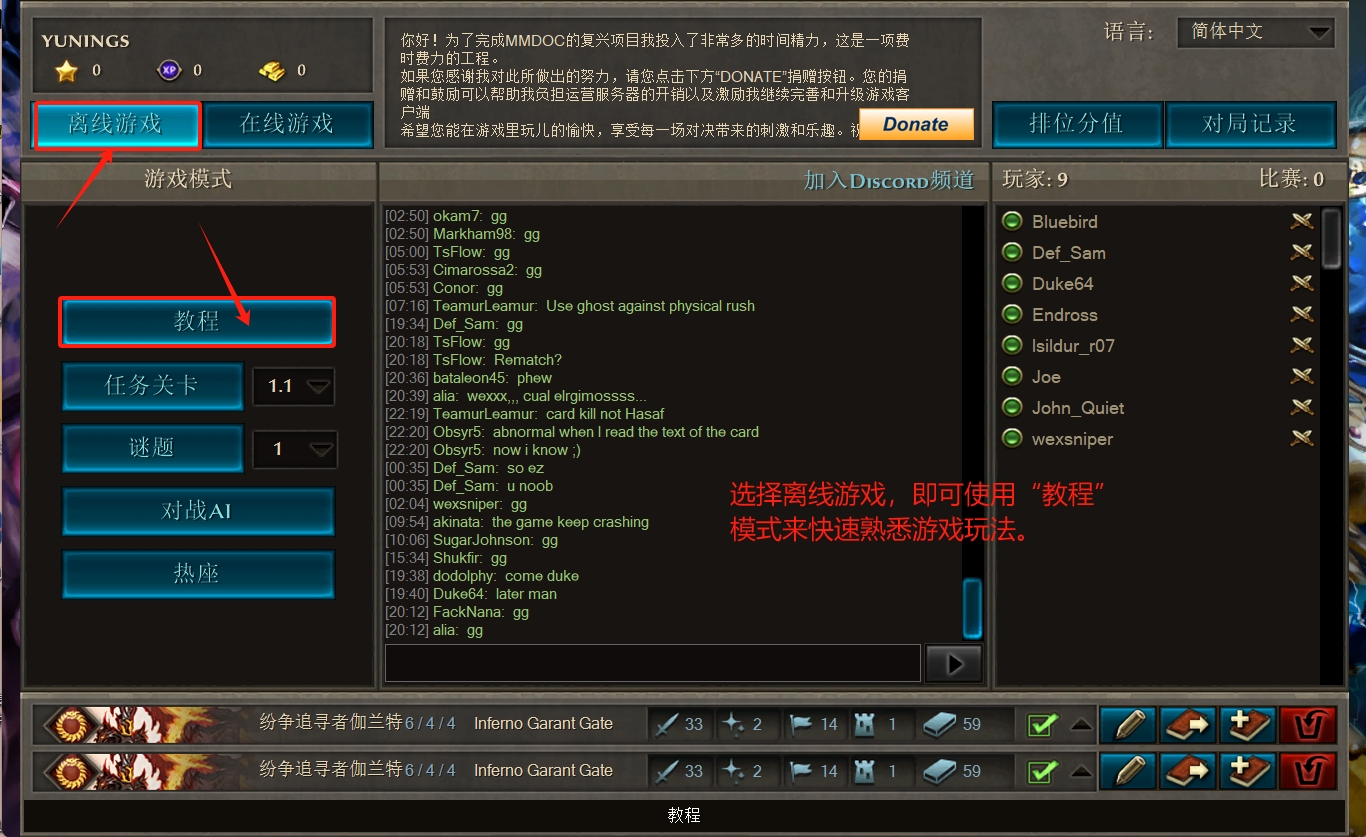 YUNINGS
0 XP 0 0
你好！为了完成MMDOC的复兴项目我投入了非常多的时间精力，这是一项费
时费力的工程。
如果您感谢我对此所做出的努力，请您点击下方“DONATE”捐赠按钮。您的捐
赠和鼓励可以帮助我负担运营服务器的开销以及激励我继续完善和升级游戏客
户端
希望您能在游戏里玩儿的愉快，享受每一场对决带来的刺激和乐趣。祝
Donate
语言:
简体中文
离线游戏
在线游戏
排位分值
对局记录
游戏模式
加入DISCORD频道
玩家: 9
比赛: 0
教程
任务关卡
1.1
谜题
1
对战AI
热座
[02:50] okam7: gg
[02:50] Markham98: gg
[05:00] TsFlow: gg
[05:53] Cimarossa2: gg
[05:53] Conor: gg
[07:16] TeamurLeamur: Use ghost against physical rush
[19:34] Def_Sam: gg
[20:18] TsFlow: gg
[20:18] TsFlow: Rematch?
[20:36] bataleon45: phew
[20:39] alia: wexxx,,, cual elrgimossss...
[22:19] TeamurLeamur: card kill not Hasaf
[22:20] Obsyr5: abnormal when I read the text of the card
[22:20] Obsyr5: now i know ;)
[00:35] Def_Sam: so ez
[00:35] Def_Sam: u noob
[02:04] wexsniper: gg
[09:54] akinata: the game keep crashing
[10:06] SugarJohnson: gg
[15:34] Shukfir: gg
[19:38] dodolphy: come duke
[19:40] Duke64: later man
[20:12] FackNana: gg
[20:12] alia: gg
Bluebird
Def_Sam
Duke64
Endross
Isildur_r07
Joe
John_Quiet
wexsniper
选择离线游戏，即可使用“教程”
模式来快速熟悉游戏玩法。
纷争追寻者伽兰特 6 / 4 / 4 Inferno Garant Gate 33 2 14 1 59
纷争追寻者伽兰特 6 / 4 / 4 Inferno Garant Gate 33 2 14 1 59
教程